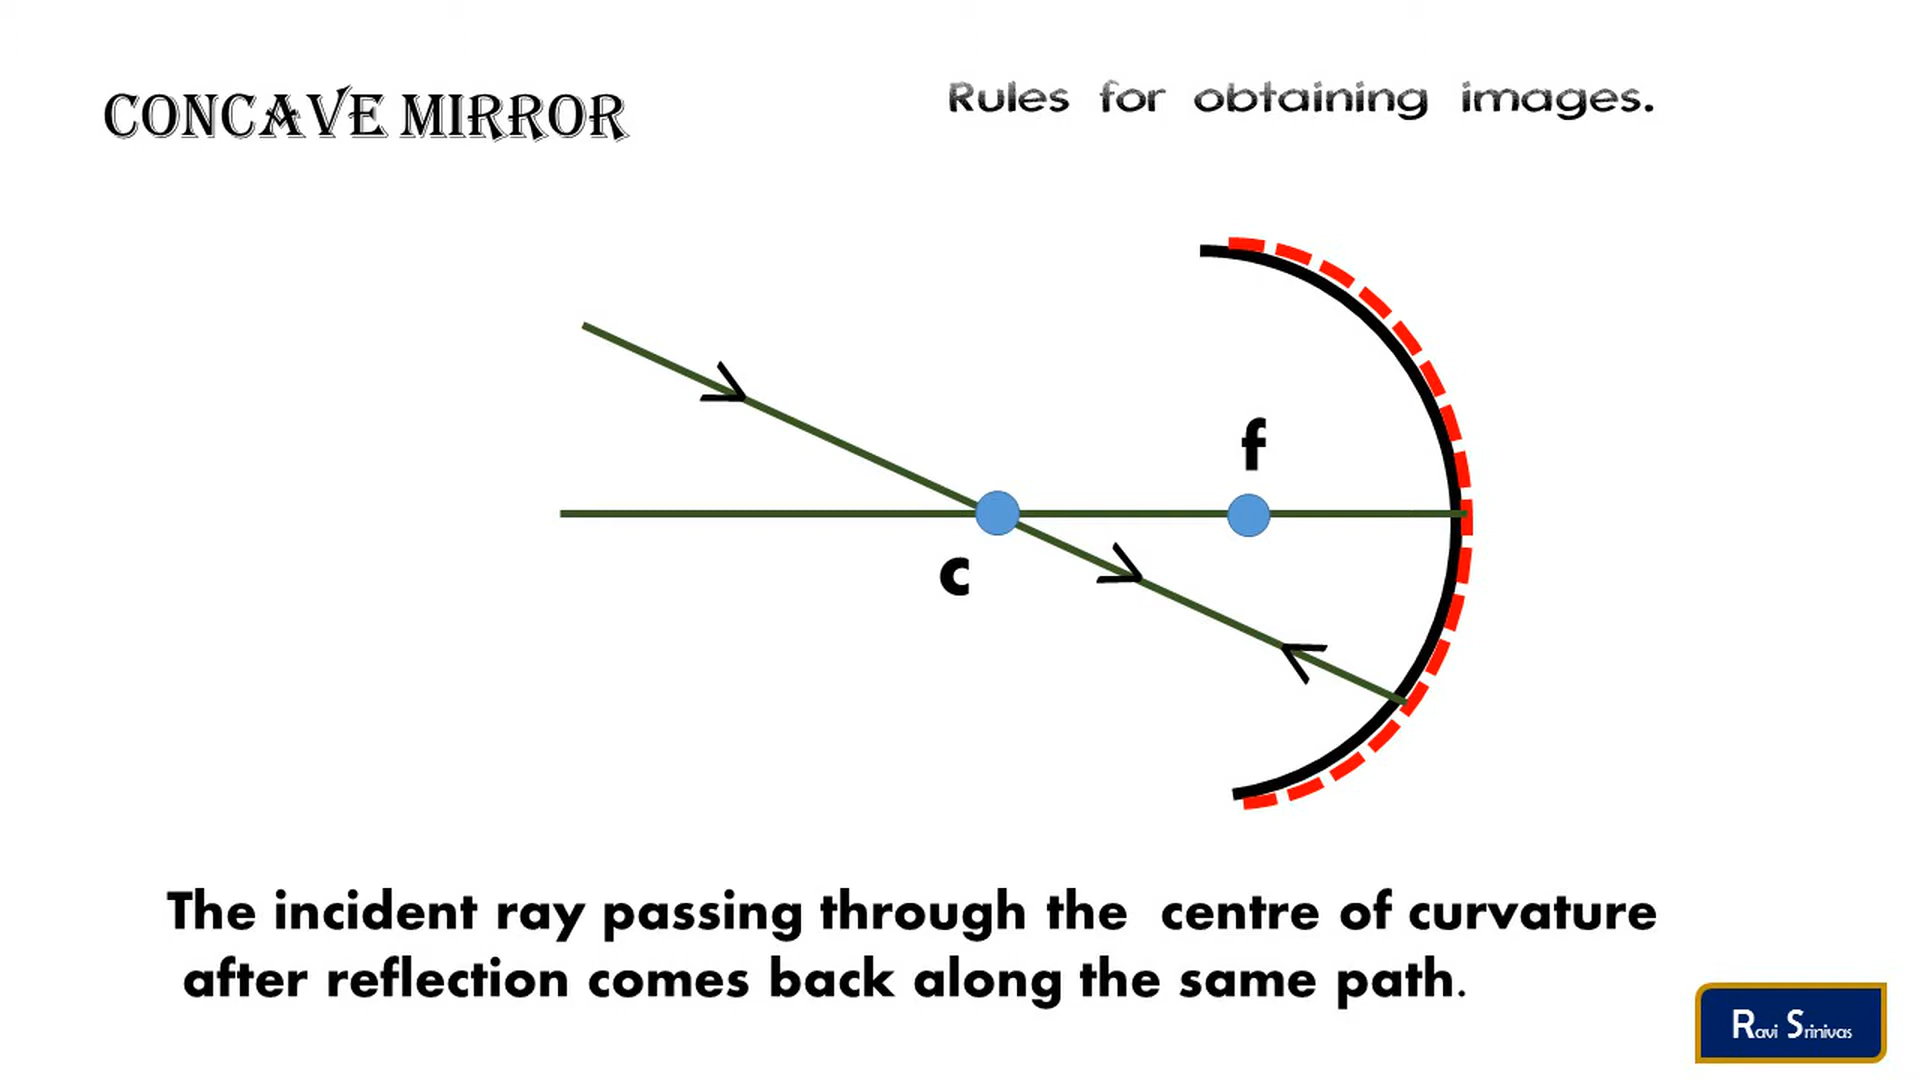 CONCAVE MIRROR
Rules for obtaining images.
f
c
The incident ray passing through the centre of curvature
after reflection comes back along the same path.
Ravi Srinivas